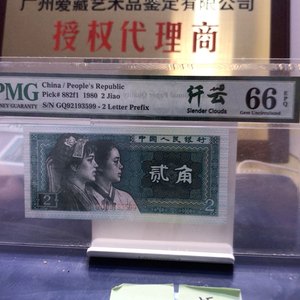 广州爱藏艺术品鉴定有限公司
授权代理商
PMG
China / People's Republic
Pick# 882f1 1980 2 Jiao
S/N GQ92193599 - 2 Letter Prefix
纤云
Slender Clouds
66 EPQ
Gem Uncirculated
中国人民银行
贰角
2
2